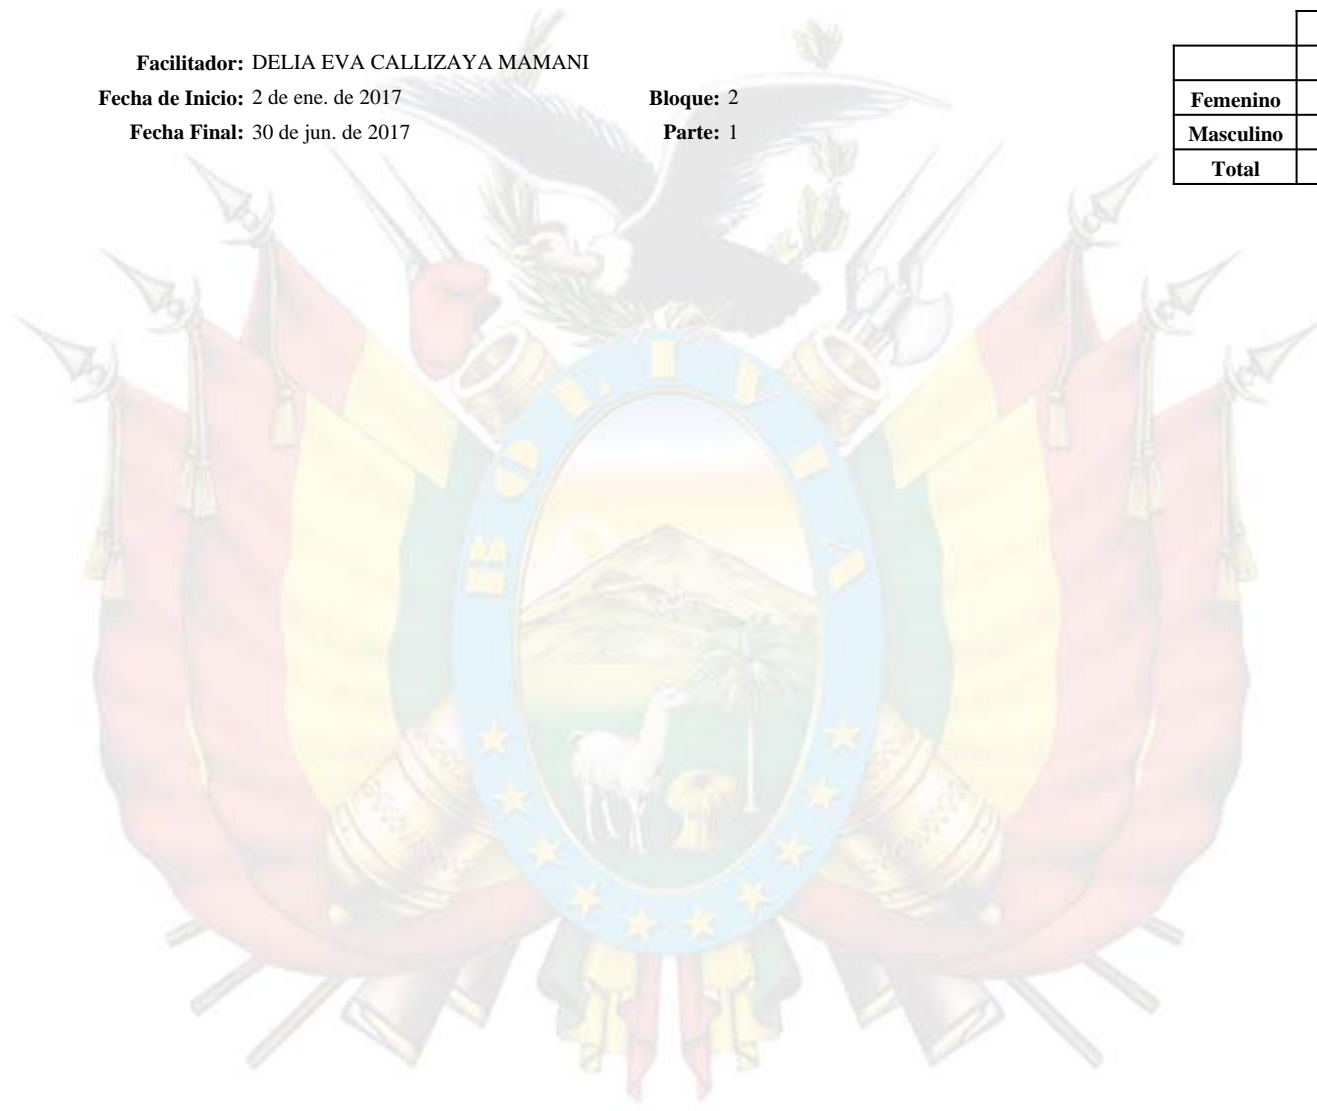 Facilitador: DELIA EVA CALLIZAYA MAMANI
Fecha de Inicio: 2 de ene. de 2017 Bloque: 2
Fecha Final: 30 de jun. de 2017 Parte: 1
Femenino
Masculino
Total
BOLIVIA